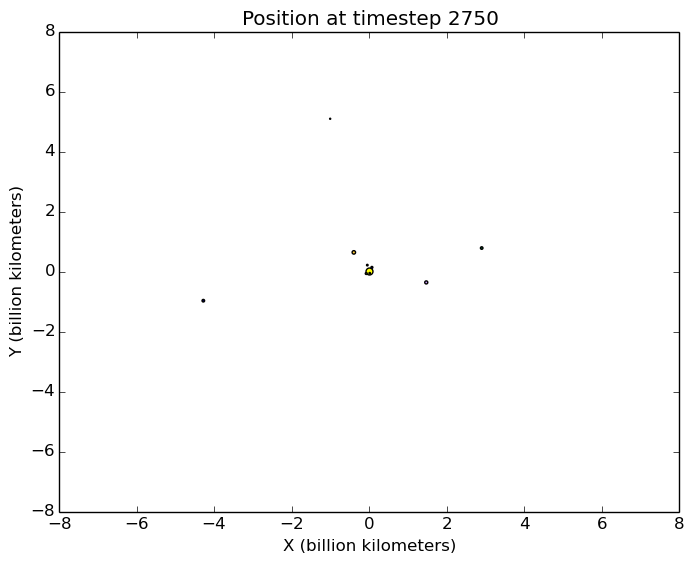 Position at timestep 2750
8
6
4
2
0
−2
−4
−6
−8
Y (billion kilometers)
−8 −6 −4 −2 0 2 4 6 8
X (billion kilometers)